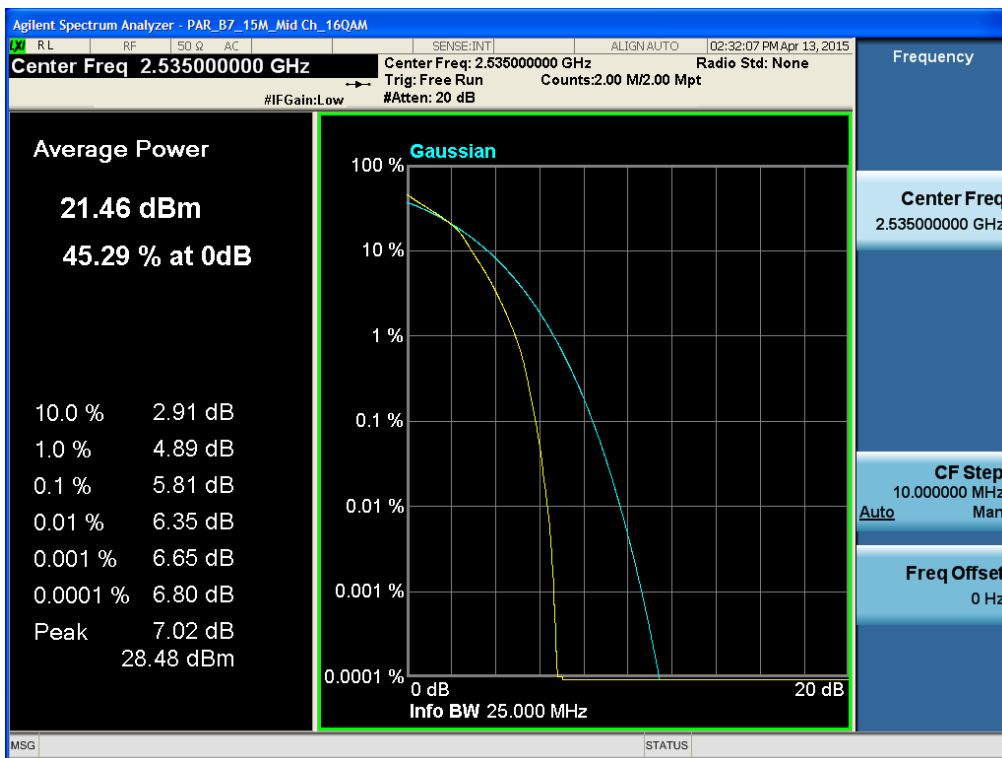 Agilent Spectrum Analyzer - PAR_B7_15M_Mid Ch_16QAM
LXI RL RF 50 Ω AC SENSE:INT ALIGN AUTO 02:32:07 PM Apr 13, 2015
Center Freq 2.535000000 GHz
Center Freq: 2.535000000 GHz Radio Std: None
Trig: Free Run Counts:2.00 M/2.00 Mpt
#IFGain:Low #Atten: 20 dB
Average Power
21.46 dBm
45.29 % at 0dB
10.0 % 2.91 dB
1.0 % 4.89 dB
0.1 % 5.81 dB
0.01 % 6.35 dB
0.001 % 6.65 dB
0.0001 % 6.80 dB
Peak 7.02 dB
28.48 dBm
Gaussian
100 %
10 %
1 %
0.1 %
0.01 %
0.001 %
0.0001 %
0 dB 20 dB
Info BW 25.000 MHz
Frequency
Center Freq
2.535000000 GHz
CF Step
10.000000 MHz
Auto Man
Freq Offset
0 Hz
MSG STATUS